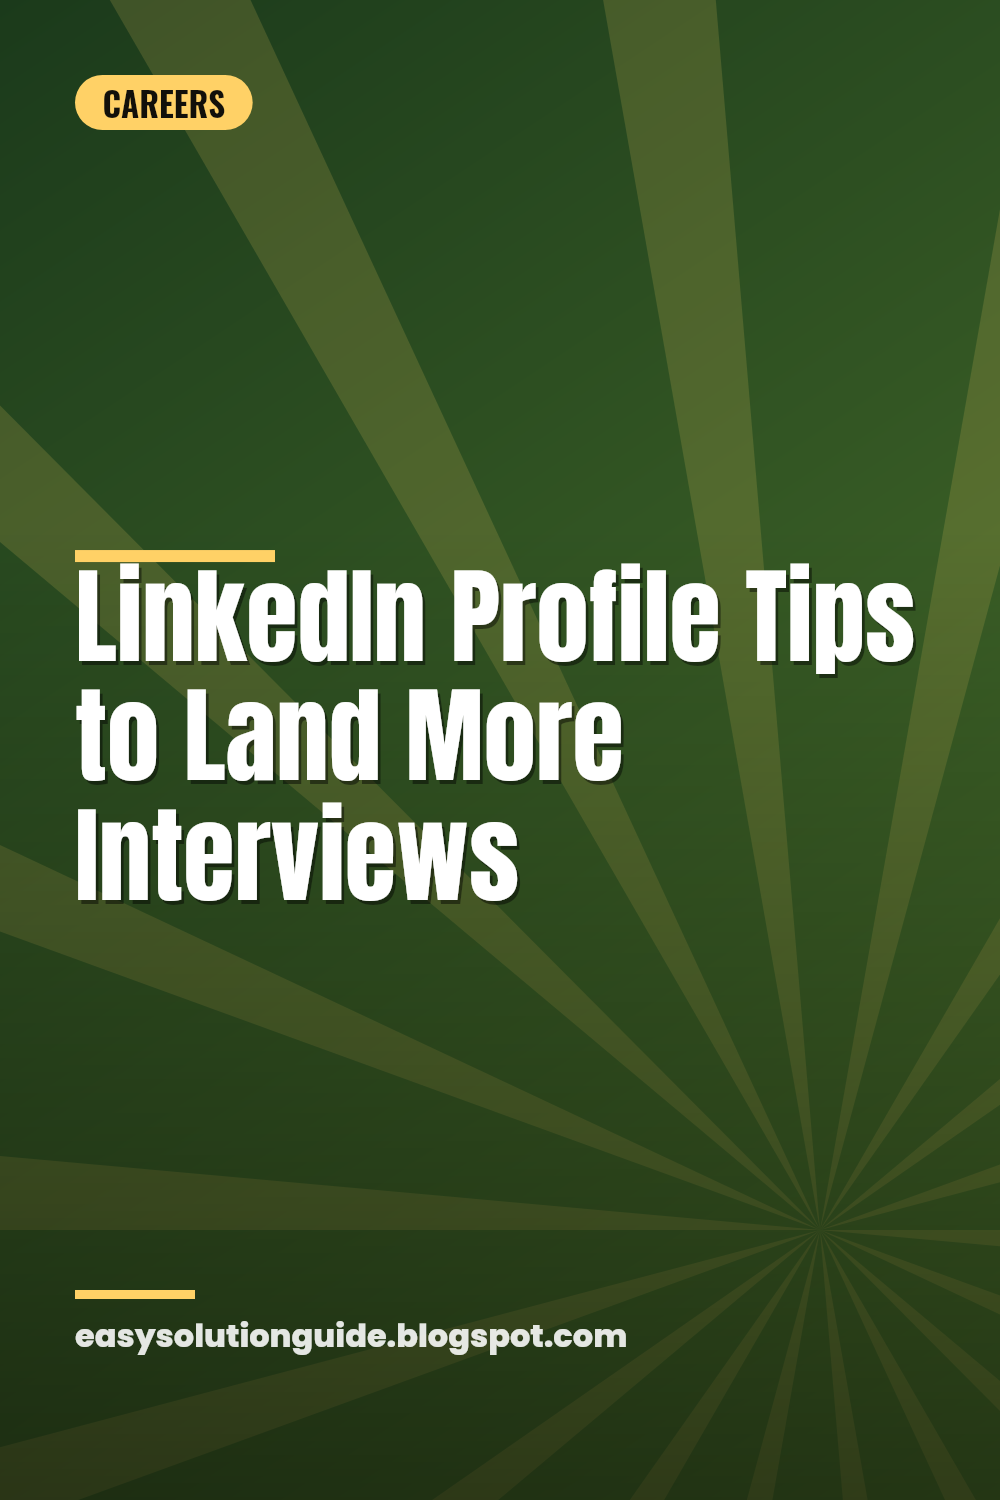 CAREERS
LinkedIn Profile Tips
to Land More
Interviews
easysolutionguide.blogspot.com